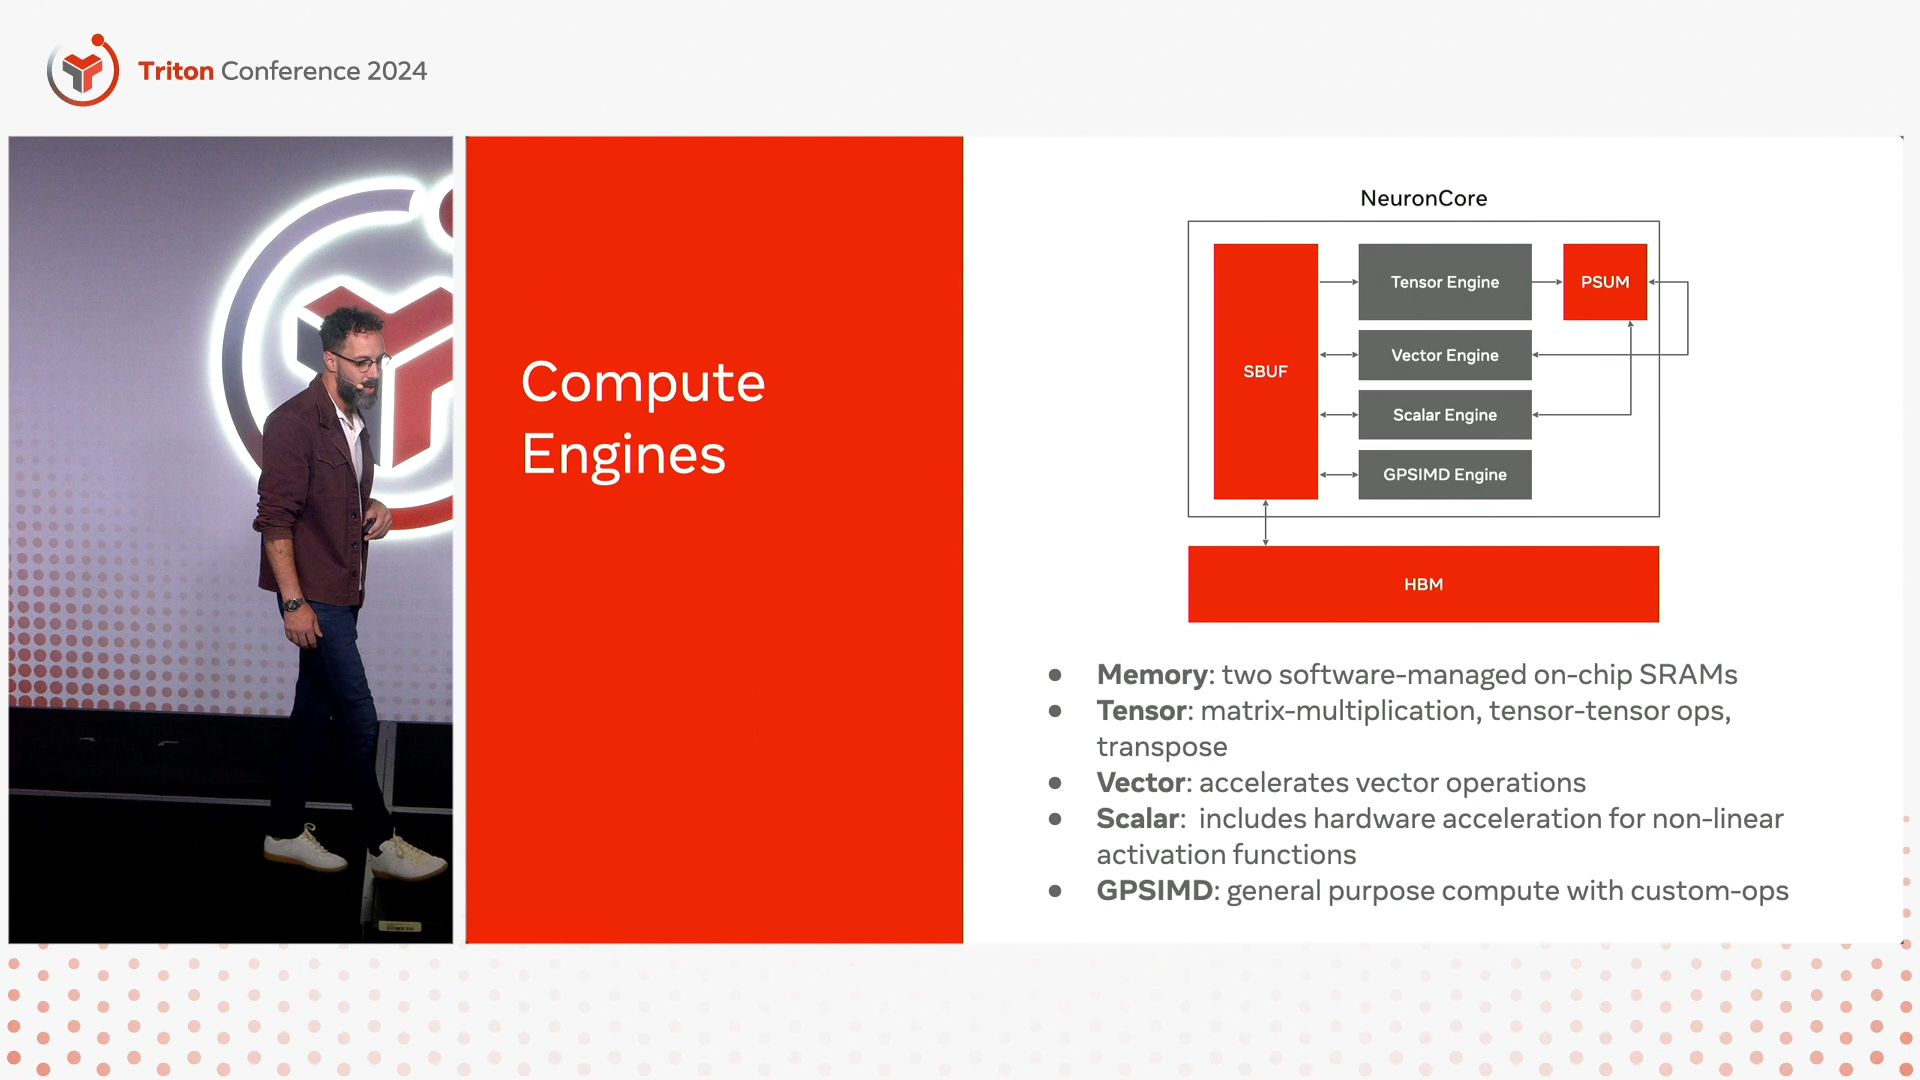 Triton Conference 2024
Compute
Engines
NeuronCore
SBUF
Tensor Engine
PSUM
Vector Engine
Scalar Engine
GPSIMD Engine
HBM
● Memory: two software-managed on-chip SRAMs
● Tensor: matrix-multiplication, tensor-tensor ops,
transpose
● Vector: accelerates vector operations
● Scalar:  includes hardware acceleration for non-linear
activation functions
● GPSIMD: general purpose compute with custom-ops